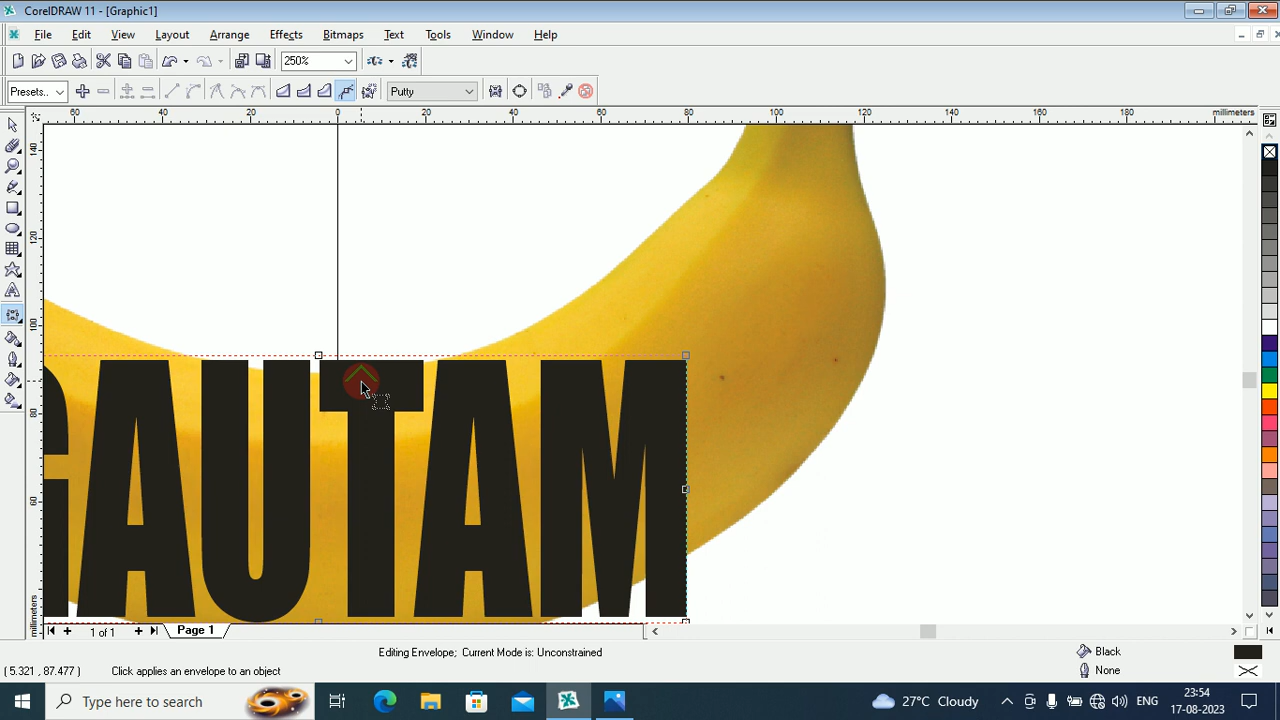 CorelDRAW 11 - [Graphic1]
File Edit View Layout Arrange Effects Bitmaps Text Tools Window Help
250%
Presets.. Putty
60 40 20 0 20 40 60 80 100 120 140 160 180 millimeters
140
120
100
80
60
millimeters
GAUTAM
1 of 1 Page 1
Editing Envelope; Current Mode is: Unconstrained
Black
( 5.321 , 87.477 ) Click applies an envelope to an object
None
Type here to search
27°C Cloudy
ENG
23:54
17-08-2023